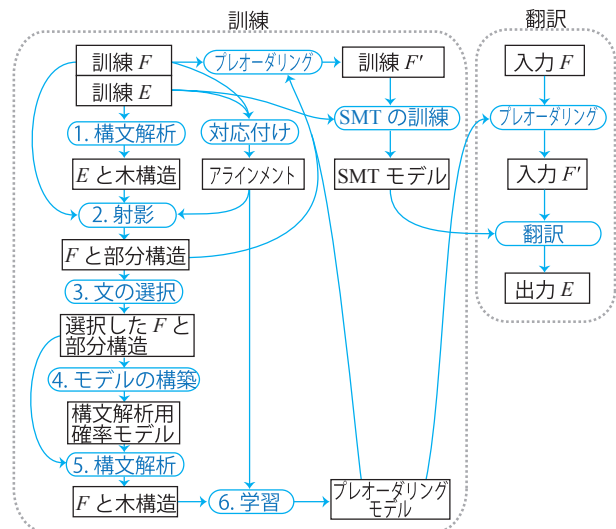 訓練
翻訳
訓練 F
プレオーダリング
訓練 F′
訓練 E
1. 構文解析
対応付け
SMT の訓練
E と木構造
アラインメント
SMT モデル
2. 射影
F と部分構造
3. 文の選択
選択した F と
部分構造
4. モデルの構築
構文解析用
確率モデル
5. 構文解析
F と木構造
6. 学習
プレオーダリング
モデル
入力 F
プレオーダリング
入力 F′
翻訳
出力 E